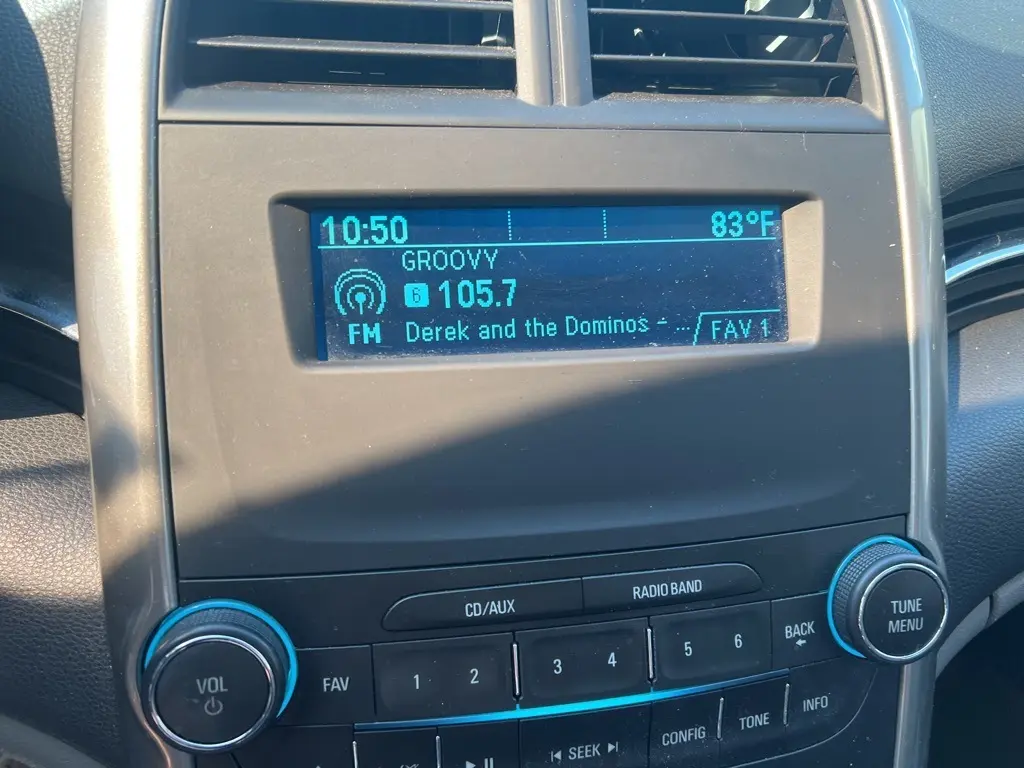 10:50 83°F
GROOVY
6 105.7
FM Derek and the Dominos - ... FAV 1
CD/AUX RADIO BAND
TUNE MENU
VOL
FAV 1 2 3 4 5 6 BACK
SEEK CONFIG TONE INFO